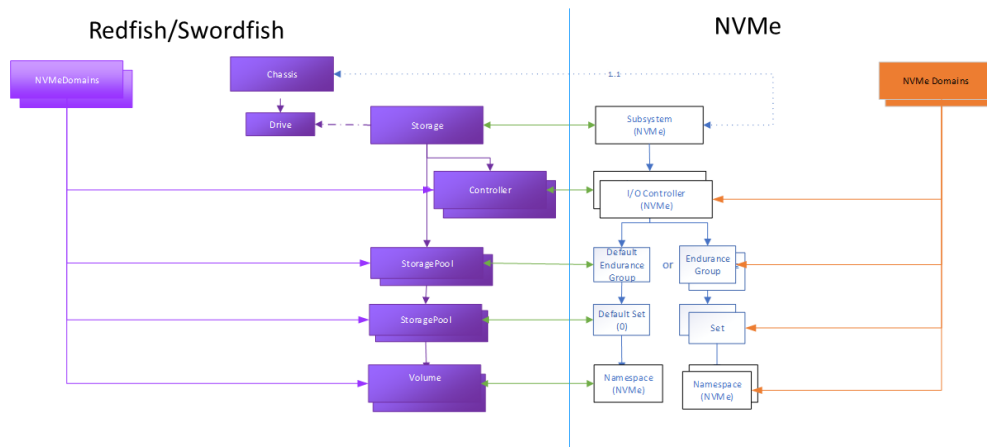 Redfish/Swordfish
NVMe
NVMeDomains
Chassis
1..1
NVMe Domains
Drive
Storage
Subsystem
(NVMe)
Controller
I/O Controller
(NVMe)
StoragePool
Default
Endurance
Group
or
Endurance
Group
StoragePool
Default Set
(0)
Set
Volume
Namespace
(NVMe)
Namespace
(NVMe)